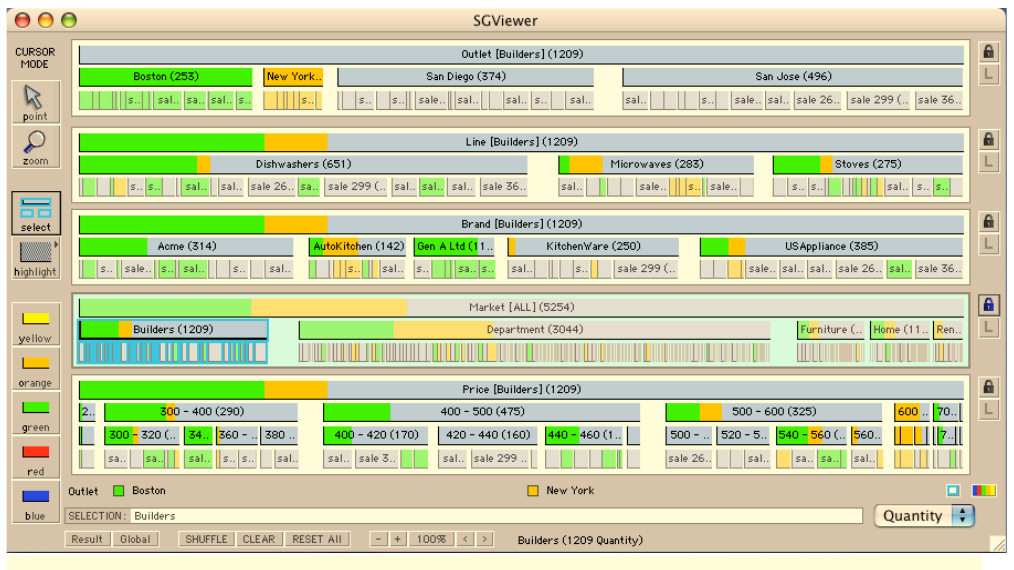 SGViewer
CURSOR
MODE
point
zoom
select
highlight
yellow
orange
green
red
blue
Outlet [Builders] (1209)
Boston (253) New York.. San Diego (374) San Jose (496)
s.. sal.. sa.. sal.. s.. s.. s.. s.. sale.. sal.. sal.. s.. sal.. sal.. s.. sale.. sal.. sale 26.. sale 299 (.. sale 36..
L
Line [Builders] (1209)
Dishwashers (651) Microwaves (283) Stoves (275)
s.. s.. sal.. sal.. sale 26.. sa.. sale 299 (.. sal.. sal.. sal.. sale 36.. sal.. sale.. s.. sale.. s.. s.. sal.. s.. s..
L
Brand [Builders] (1209)
Acme (314) AutoKitchen (142) Gen A Ltd (11.. KitchenWare (250) USAppliance (385)
s.. sale.. s.. sal.. s.. sal.. s.. sal.. s.. sa.. s.. sal.. s.. sale 299 (.. sale.. sal.. sal.. sale 26.. sal.. sale 36..
L
Market [ALL] (5254)
Builders (1209) Department (3044) Furniture (.. Home (11.. Ren..
L
Price [Builders] (1209)
2.. 300 - 400 (290) 400 - 500 (475) 500 - 600 (325) 600 .. 70..
300 - 320 (.. 34.. 360 - .. 380 .. 400 - 420 (170) 420 - 440 (160) 440 - 460 (1.. 500 - .. 520 - 5.. 540 - 560 (.. 560.. 7..
sa.. sa.. sal.. s.. s.. sal.. sal.. sale 3.. sal.. sale 299 .. sale 26.. sal.. sa.. sa.. sal..
L
Outlet Boston New York
SELECTION: Builders Quantity
Result Global SHUFFLE CLEAR RESET All - + 100% < > Builders (1209 Quantity)